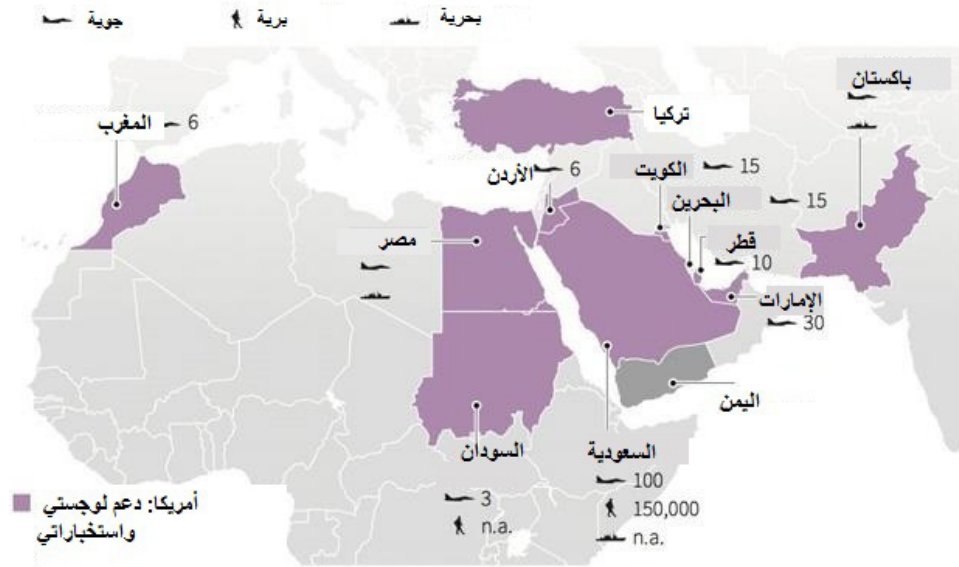 جوية
برية
بحرية
باكستان
تركيا
المغرب
6
الأردن
6
الكويت
15
البحرين
15
مصر
قطر
10
الإمارات
30
اليمن
السودان
3
n.a.
السعودية
100
150,000
n.a.
أمريكا: دعم لوجستي
واستخباراتي